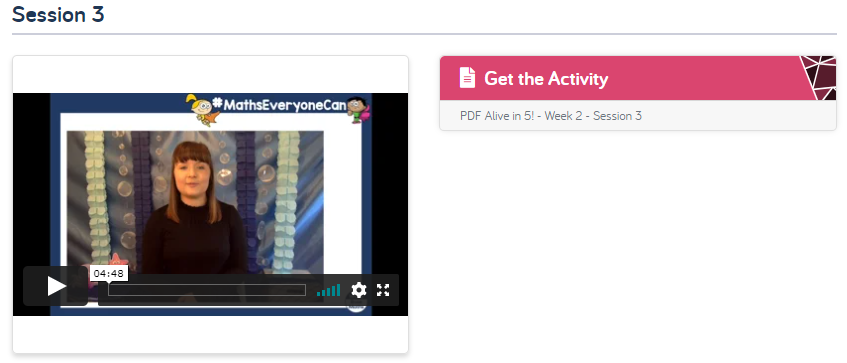 Session 3
#MathsEveryoneCan
04:48
Get the Activity
PDF Alive in 5! - Week 2 - Session 3